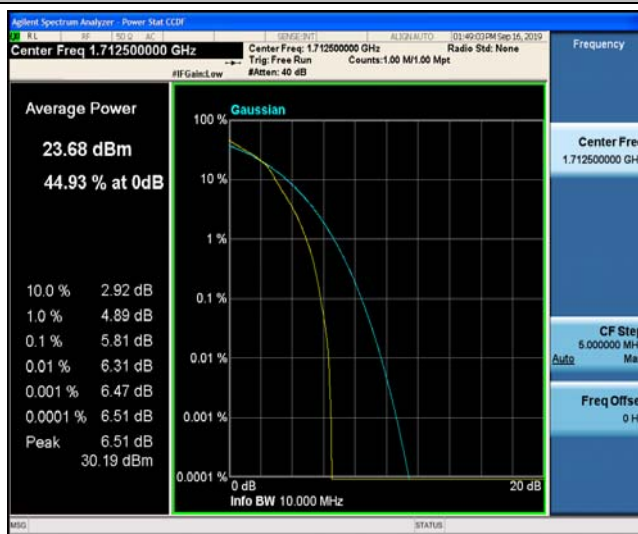 Agilent Spectrum Analyzer - Power Stat CCDF
RL RF 50 Ω AC SENSE:INT ALIGN AUTO 01:49:03 PM Sep 16, 2019
Center Freq 1.712500000 GHz
Center Freq: 1.712500000 GHz Radio Std: None
Trig: Free Run Counts:1.00 M/1.00 Mpt
#IFGain:Low #Atten: 40 dB
Frequency
Average Power
23.68 dBm
44.93 % at 0dB
10.0 % 2.92 dB
1.0 % 4.89 dB
0.1 % 5.81 dB
0.01 % 6.31 dB
0.001 % 6.47 dB
0.0001 % 6.51 dB
Peak 6.51 dB
30.19 dBm
Gaussian
100 %
10 %
1 %
0.1 %
0.01 %
0.001 %
0.0001 %
0 dB 20 dB
Info BW 10.000 MHz
Center Fre
1.712500000 GH
CF Ste
5.000000 MH
Auto Ma
Freq Offse
0 H
MSG STATUS